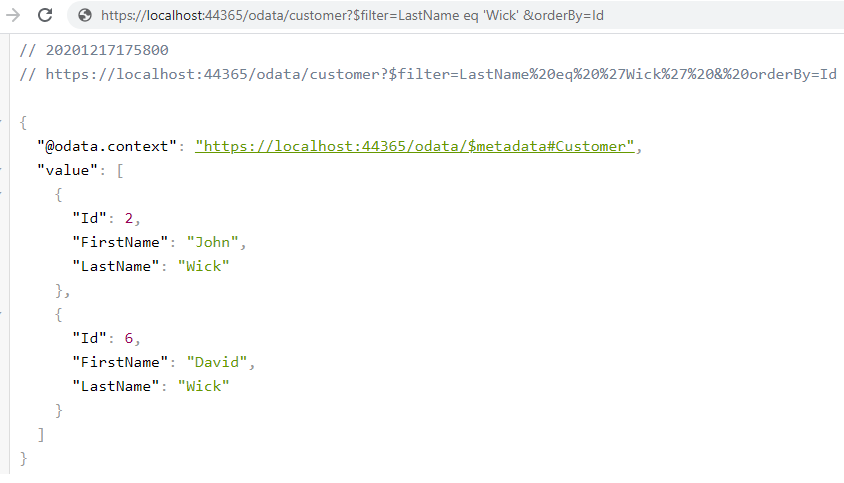 https://localhost:44365/odata/customer?$filter=LastName eq 'Wick' &orderBy=Id
// 20201217175800
// https://localhost:44365/odata/customer?$filter=LastName%20eq%20%27Wick%27%20&%20orderBy=Id
{
"@odata.context": "https://localhost:44365/odata/$metadata#Customer",
"value": [
{
"Id": 2,
"FirstName": "John",
"LastName": "Wick"
},
{
"Id": 6,
"FirstName": "David",
"LastName": "Wick"
}
]
}